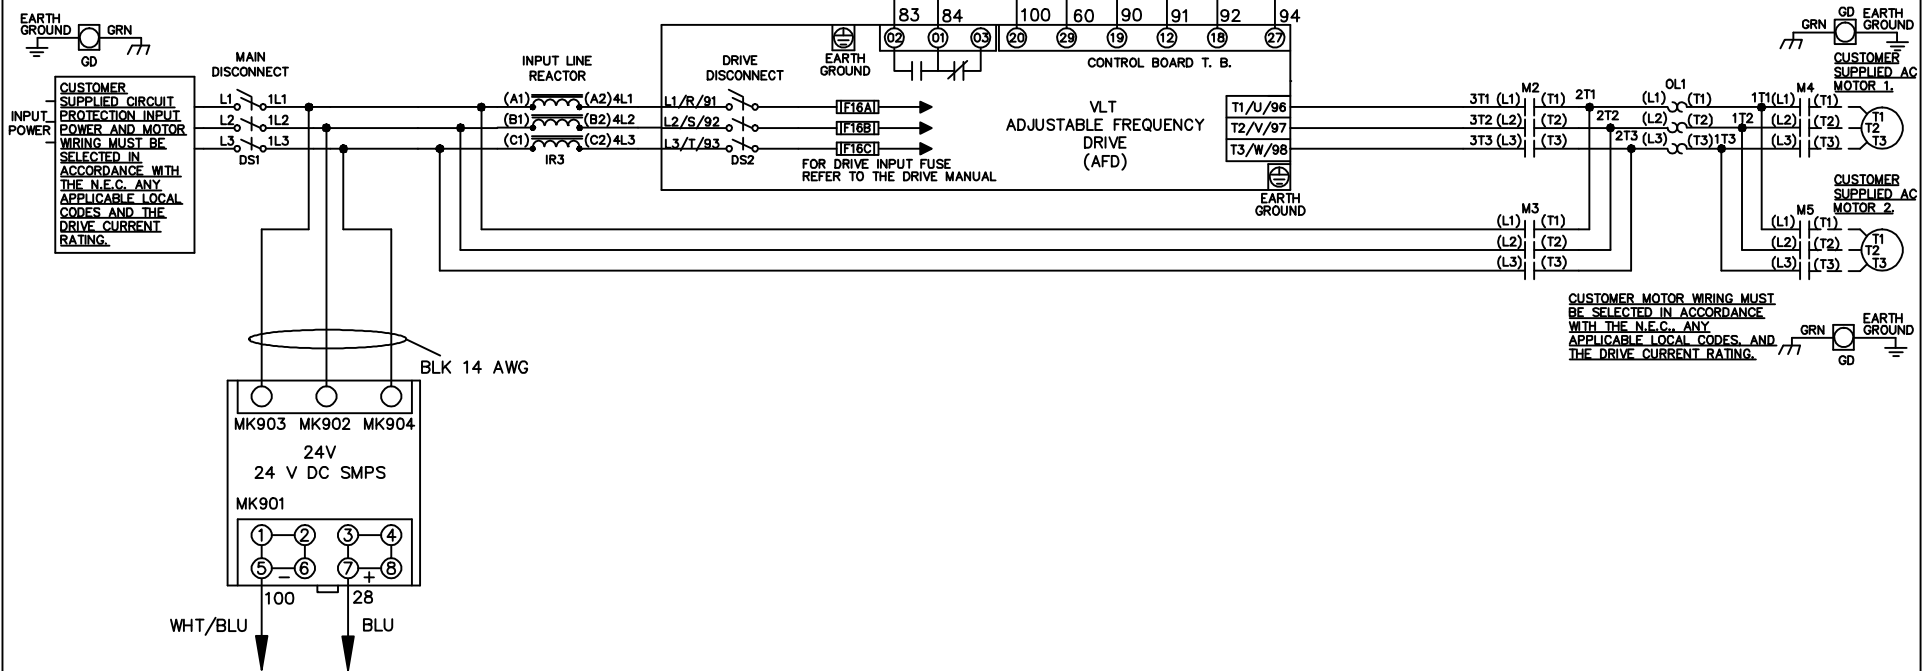 EARTH
GROUND
GRN
GD
83
84
100
60
90
91
92
94
02
01
03
20
29
19
12
18
27
EARTH
GROUND
CONTROL BOARD T. B.
GD
EARTH
GROUND
GRN
INPUT
POWER
CUSTOMER
SUPPLIED CIRCUIT
PROTECTION INPUT
POWER AND MOTOR
WIRING MUST BE
SELECTED IN
ACCORDANCE WITH
THE N.E.C. ANY
APPLICABLE LOCAL
CODES AND THE
DRIVE CURRENT
RATING.
MAIN
DISCONNECT
L1 1L1
L2 1L2
L3 1L3
DS1
INPUT LINE
REACTOR
(A1) (A2)4L1
(B1) (B2)4L2
(C1) (C2)4L3
IR3
DRIVE
DISCONNECT
L1/R/91
L2/S/92
L3/T/93
DS2
IF16A
IF16B
IF16C
FOR DRIVE INPUT FUSE
REFER TO THE DRIVE MANUAL
VLT
ADJUSTABLE FREQUENCY
DRIVE
(AFD)
T1/U/96
T2/V/97
T3/W/98
EARTH
GROUND
M2
3T1 (L1) (T1) 2T1
3T2 (L2) (T2) 2T2
3T3 (L3) (T3) 2T3
OL1
(L1) (T1) 1T1
(L2) (T2) 1T2
(L3) (T3) 1T3
M4
(L1) (T1)
(L2) (T2)
(L3) (T3)
CUSTOMER
SUPPLIED AC
MOTOR 1.
T1
T2
T3
M3
(L1) (T1)
(L2) (T2)
(L3) (T3)
CUSTOMER
SUPPLIED AC
MOTOR 2.
M5
(L1) (T1)
(L2) (T2)
(L3) (T3)
T1
T2
T3
CUSTOMER MOTOR WIRING MUST
BE SELECTED IN ACCORDANCE
WITH THE N.E.C., ANY
APPLICABLE LOCAL CODES, AND
THE DRIVE CURRENT RATING.
GRN
EARTH
GROUND
GD
BLK 14 AWG
MK903 MK902 MK904
24V
24 V DC SMPS
MK901
1 2 3 4
5 6 7 8
- +
100 28
WHT/BLU BLU